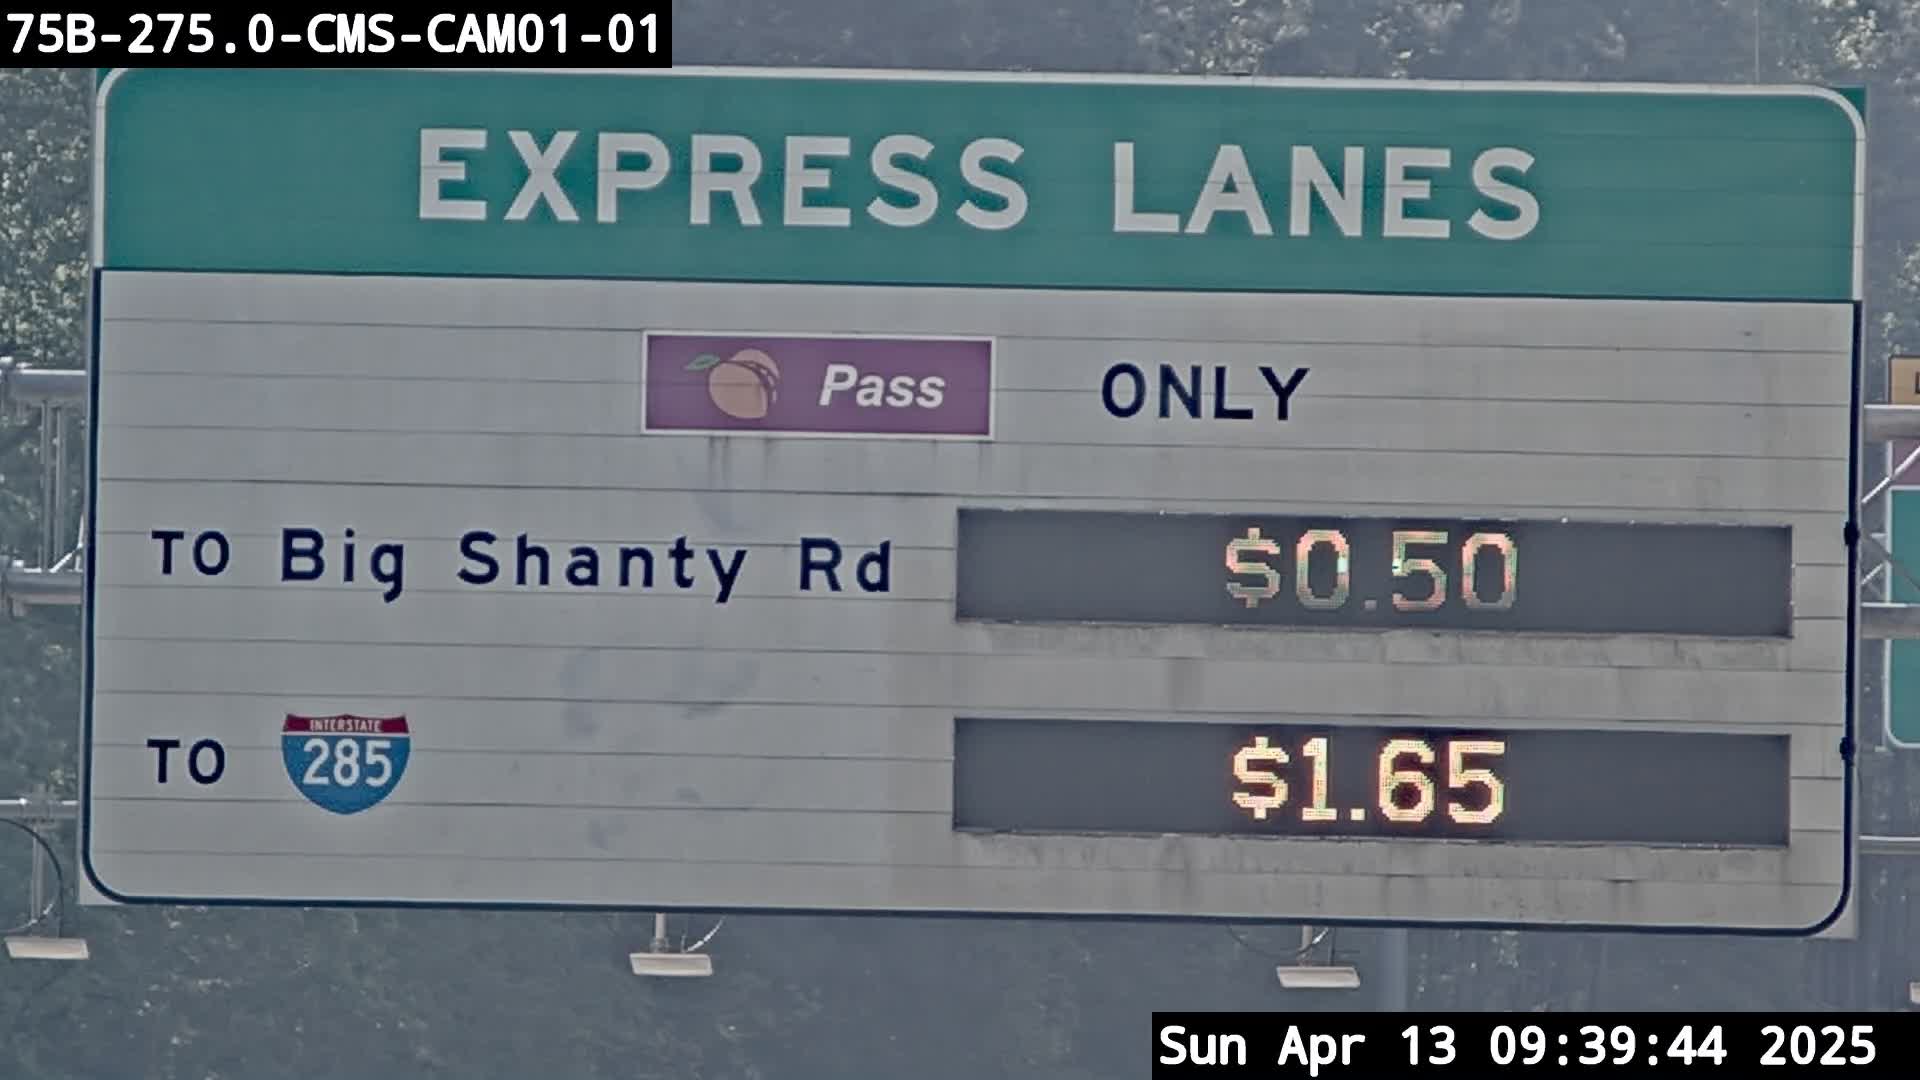 75B-275.0-CMS-CAM01-01
EXPRESS LANES
Pass ONLY
TO Big Shanty Rd $0.50
INTERSTATE
TO 285 $1.65
Sun Apr 13 09:39:44 2025